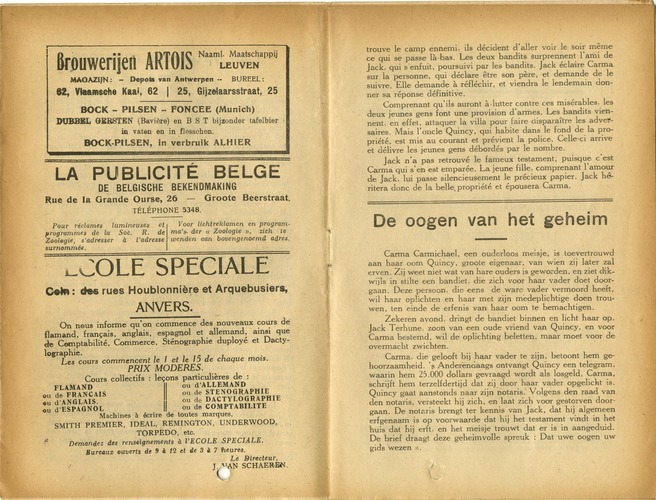 Brouwerijen ARTOIS Naaml. Maatschappij
LEUVEN
MAGAZIJN: -- Depots van Antwerpen -- BUREEL:
62, Vlaamsche Kaai, 62 | 25, Gijzelaarsstraat, 25
BOCK - PILSEN - FONCEE (Munich)
DUBBEL GERSTEN (Bavière) en B S T bijzonder tafelbier
in vaten en in flesschen.
BOCK-PILSEN, in verbruik ALHIER
LA PUBLICITÉ BELGE
DE BELGISCHE BEKENDMAKING
Rue de la Grande Ourse, 26 — Groote Beerstraat,
TÉLÉPHONE 5348.
Pour réclames lumineuses et
programmes de la Soc. R. de
Zoologie, s'adresser à l'adresse
surnommée.
Voor lichtreklamen en program-
ma's der « Zoologie », zich te
wenden aan bovengenoemd adres.
ECOLE SPECIALE
Coin: des rues Houblonnière et Arquebusiers,
ANVERS.
On nous informe qu'on commence des nouveaux cours de
flamand, français, anglais, espagnol et allemand, ainsi que
de Comptabilité, Commerce, Sténographie duployé et Dacty-
lographie.
Les cours commencent le 1 et le 15 de chaque mois.
PRIX MODERES.
Cours collectifs : leçons particulières de :
FLAMAND
ou de FRANCAIS
ou d'ANGLAIS.
ou d'ESPAGNOL
ou d'ALLEMAND
ou de STENOGRAPHIE
ou de DACTYLOGRAPHIE
ou de COMPTABILITE
Machines à écrire de toutes marques,
SMITH PREMIER, IDEAL, REMINGTON, UNDERWOOD,
TORPEDO, etc.
Demandez des renseignements à l'ECOLE SPECIALE.
Bureaux ouverts de 9 à 12 et de 3 à 7 heures.
Le Directeur,
J. VAN SCHAEREN.
trouve le camp ennemi, ils décident d'aller voir le soir même
ce qui se passe là-bas. Les deux bandits surprennent l'ami de
Jack, qui s'enfuit, poursuivi par les bandits. Jack éclaire Carma
sur la personne, qui déclare être son père, et demande de le
suivre. Elle demande à réfléchir, et viendra le lendemain don-
ner sa réponse définitive.
Comprenant qu'ils auront à lutter contre ces misérables, les
deux jeunes gens font une provision d'armes. Les bandits vien-
nent, en effet, attaquer la villa pour faire disparaître les adver-
saires. Mais l'oncle Quincy, qui habite dans le fond de la pro-
priété, est mis au courant et prévient la police. Celle-ci arrive
et délivre les jeunes gens débordés par le nombre.
Jack n'a pas retrouvé le fameux testament, puisque c'est
Carma qui s'en est emparée. La jeune fille, comprenant l'amour
de Jack, lui passe silencieusement le précieux papier. Jack hé-
ritera donc de la belle propriété et épousera Carma.
De oogen van het geheim
Carma Carmichael, een ouderloos meisje, is toevertrouwd
aan haar oom Quincy, groote eigenaar, van wien zij later zal
erven. Zij weet niet wat van hare ouders is geworden, en ziet dik-
wijls in stilte een bandiet, die zich voor haar vader doet door-
gaan. Deze persoon, die eens de ware vader vermoord heeft,
wil haar oplichten en haar met zijn medeplichtige doen trou-
wen, ten einde de erfenis van haar oom te bemachtigen.
Zekeren avond, dringt de bandiet binnen en licht haar op.
Jack Terhune, zoon van een oude vriend van Quincy, en voor
Carma bestemd, wil de oplichting beletten, maar moet voor de
overmacht zwichten.
Carma, die gelooft bij haar vader te zijn, betoont hem ge-
hoorzaamheid. 's Anderendaags ontvangt Quincy een telegram,
waarin hem 25,000 dollars gevraagd wordt als losgeld. Carma,
schrijft hem terzelfdertijd dat zij door haar vader opgelicht is.
Quincy gaat aanstonds naar zijn notaris. Volgens den raad van
den notaris, versteekt hij zich, en laat zich voor gestorven door-
gaan. De notaris brengt ter kennis van Jack, dat hij algemeen
erfgenaam is op voorwaarde dat hij het testament vindt in het
huis dat hij erft, en het meisje trouwt dat er is in aangeduid.
De brief draagt deze geheimvolle spreuk : Dat uwe oogen uw
gids wezen ».